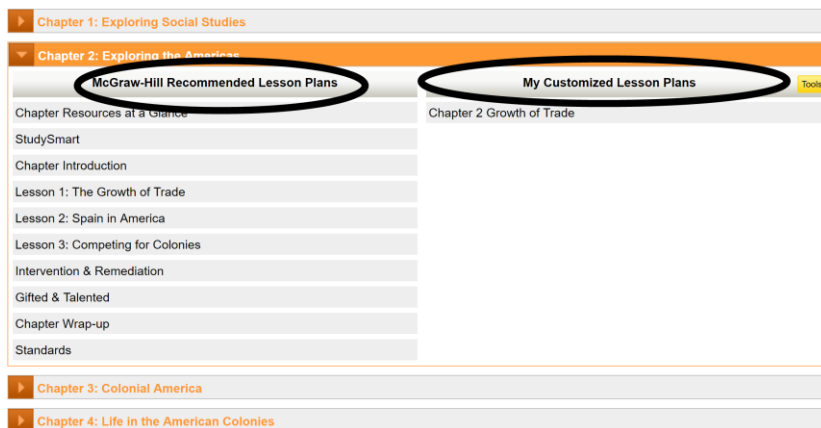 Chapter 1: Exploring Social Studies
Chapter 2: Exploring the Americas
McGraw-Hill Recommended Lesson Plans
My Customized Lesson Plans
Tools
Chapter Resources at a Glance
Chapter 2 Growth of Trade
StudySmart
Chapter Introduction
Lesson 1: The Growth of Trade
Lesson 2: Spain in America
Lesson 3: Competing for Colonies
Intervention & Remediation
Gifted & Talented
Chapter Wrap-up
Standards
Chapter 3: Colonial America
Chapter 4: Life in the American Colonies